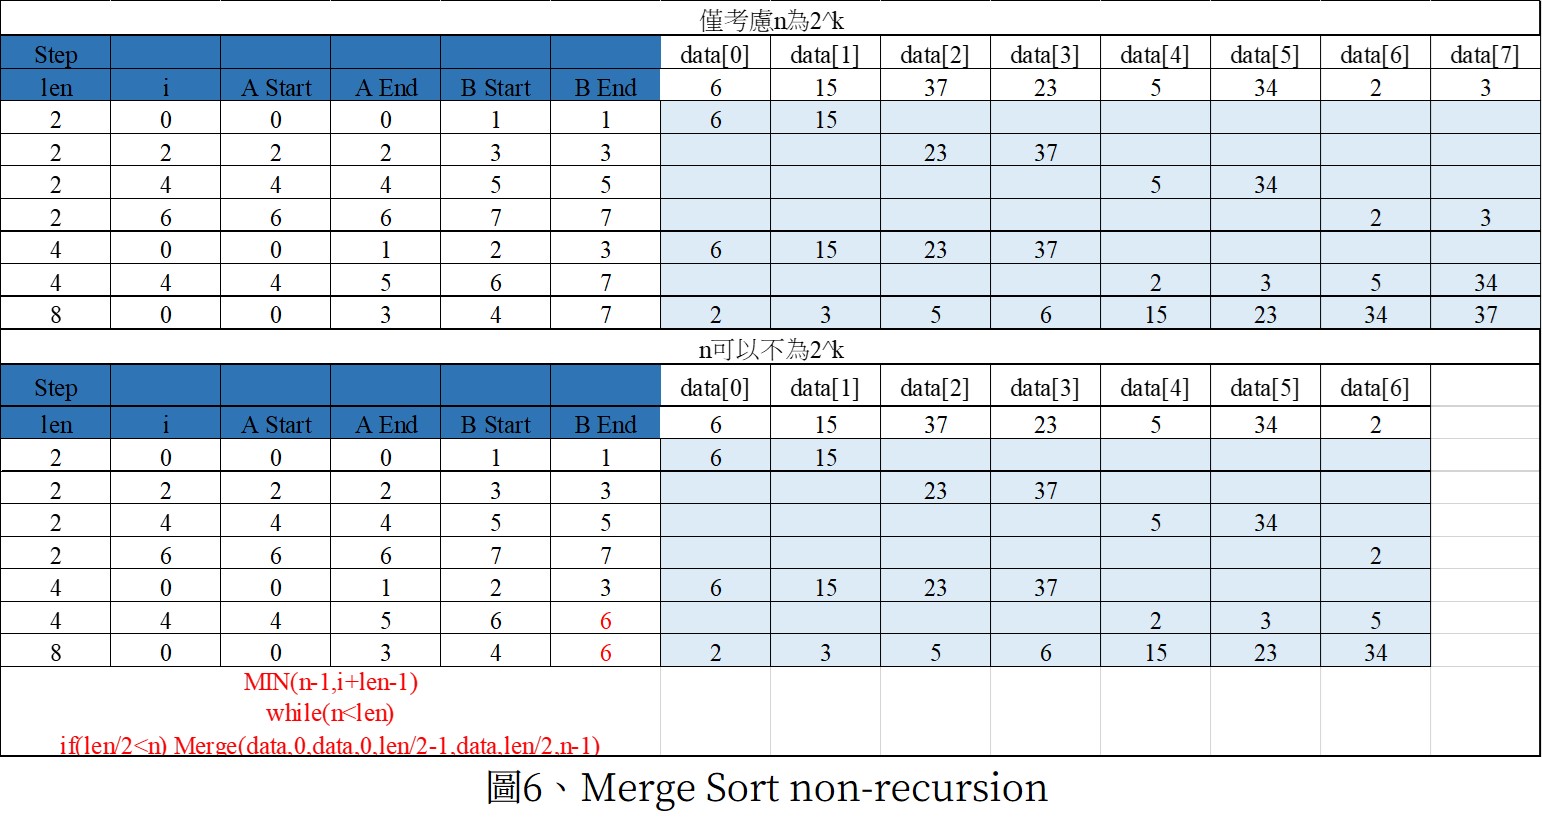 僅考慮n為2^k
Step data[0] data[1] data[2] data[3] data[4] data[5] data[6] data[7]
len i A Start A End B Start B End 6 15 37 23 5 34 2 3
2 0 0 0 1 1 6 15
2 2 2 2 3 3 23 37
2 4 4 4 5 5 5 34
2 6 6 6 7 7 2 3
4 0 0 1 2 3 6 15 23 37
4 4 4 5 6 7 2 3 5 34
8 0 0 3 4 7 2 3 5 6 15 23 34 37
n可以不為2^k
Step data[0] data[1] data[2] data[3] data[4] data[5] data[6]
len i A Start A End B Start B End 6 15 37 23 5 34 2
2 0 0 0 1 1 6 15
2 2 2 2 3 3 23 37
2 4 4 4 5 5 5 34
2 6 6 6 7 7 2
4 0 0 1 2 3 6 15 23 37
4 4 4 5 6 6 2 3 5
8 0 0 3 4 6 2 3 5 6 15 23 34
MIN(n-1,i+len-1)
while(n<len)
if(len/2<n) Merge(data,0,data,0,len/2-1,data,len/2,n-1)
圖6、Merge Sort non-recursion